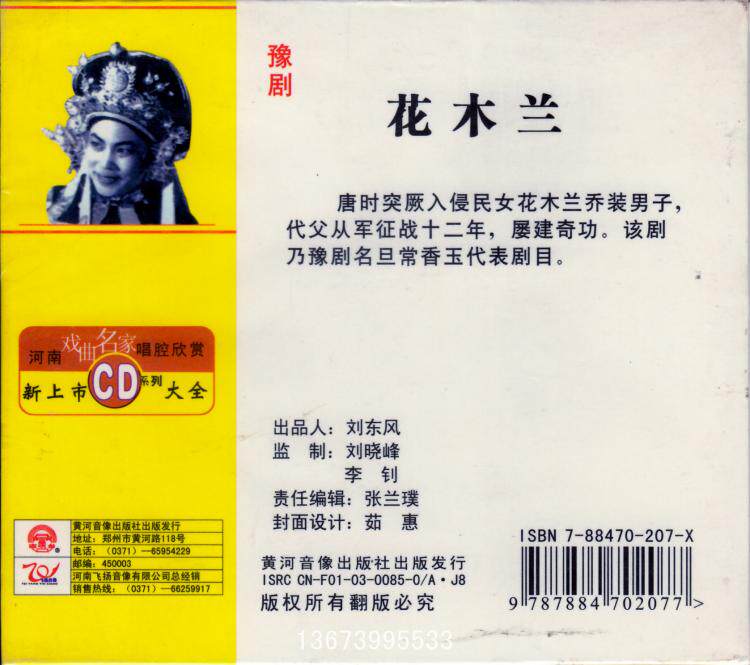 豫剧
花木兰
唐时突厥入侵民女花木兰乔装男子，
代父从军征战十二年，屡建奇功。该剧
乃豫剧名旦常香玉代表剧目。
河南戏曲名家唱腔欣赏
新上市CD系列大全
出品人：刘东风
监　制：刘晓峰
李　钊
责任编辑：张兰璞
封面设计：茹　惠
黄河音像出版社出版发行
ISRC CN-F01-03-0085-0/A·J8
版权所有翻版必究
ISBN 7-88470-207-X
9 787884 702077 >
黄河音像出版社出版发行
地址：郑州市黄河路118号
电话：（0371）—65954229
邮编：450003
河南飞扬音像有限公司总经销
销售热线：（0371）—66259917
13673995533